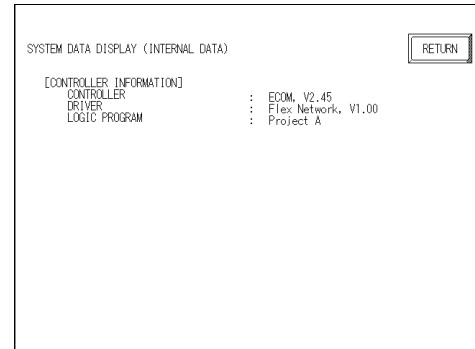 SYSTEM DATA DISPLAY (INTERNAL DATA) RETURN
[CONTROLLER INFORMATION]
CONTROLLER : ECOM, V2.45
DRIVER : Flex Network, V1.00
LOGIC PROGRAM : Project A